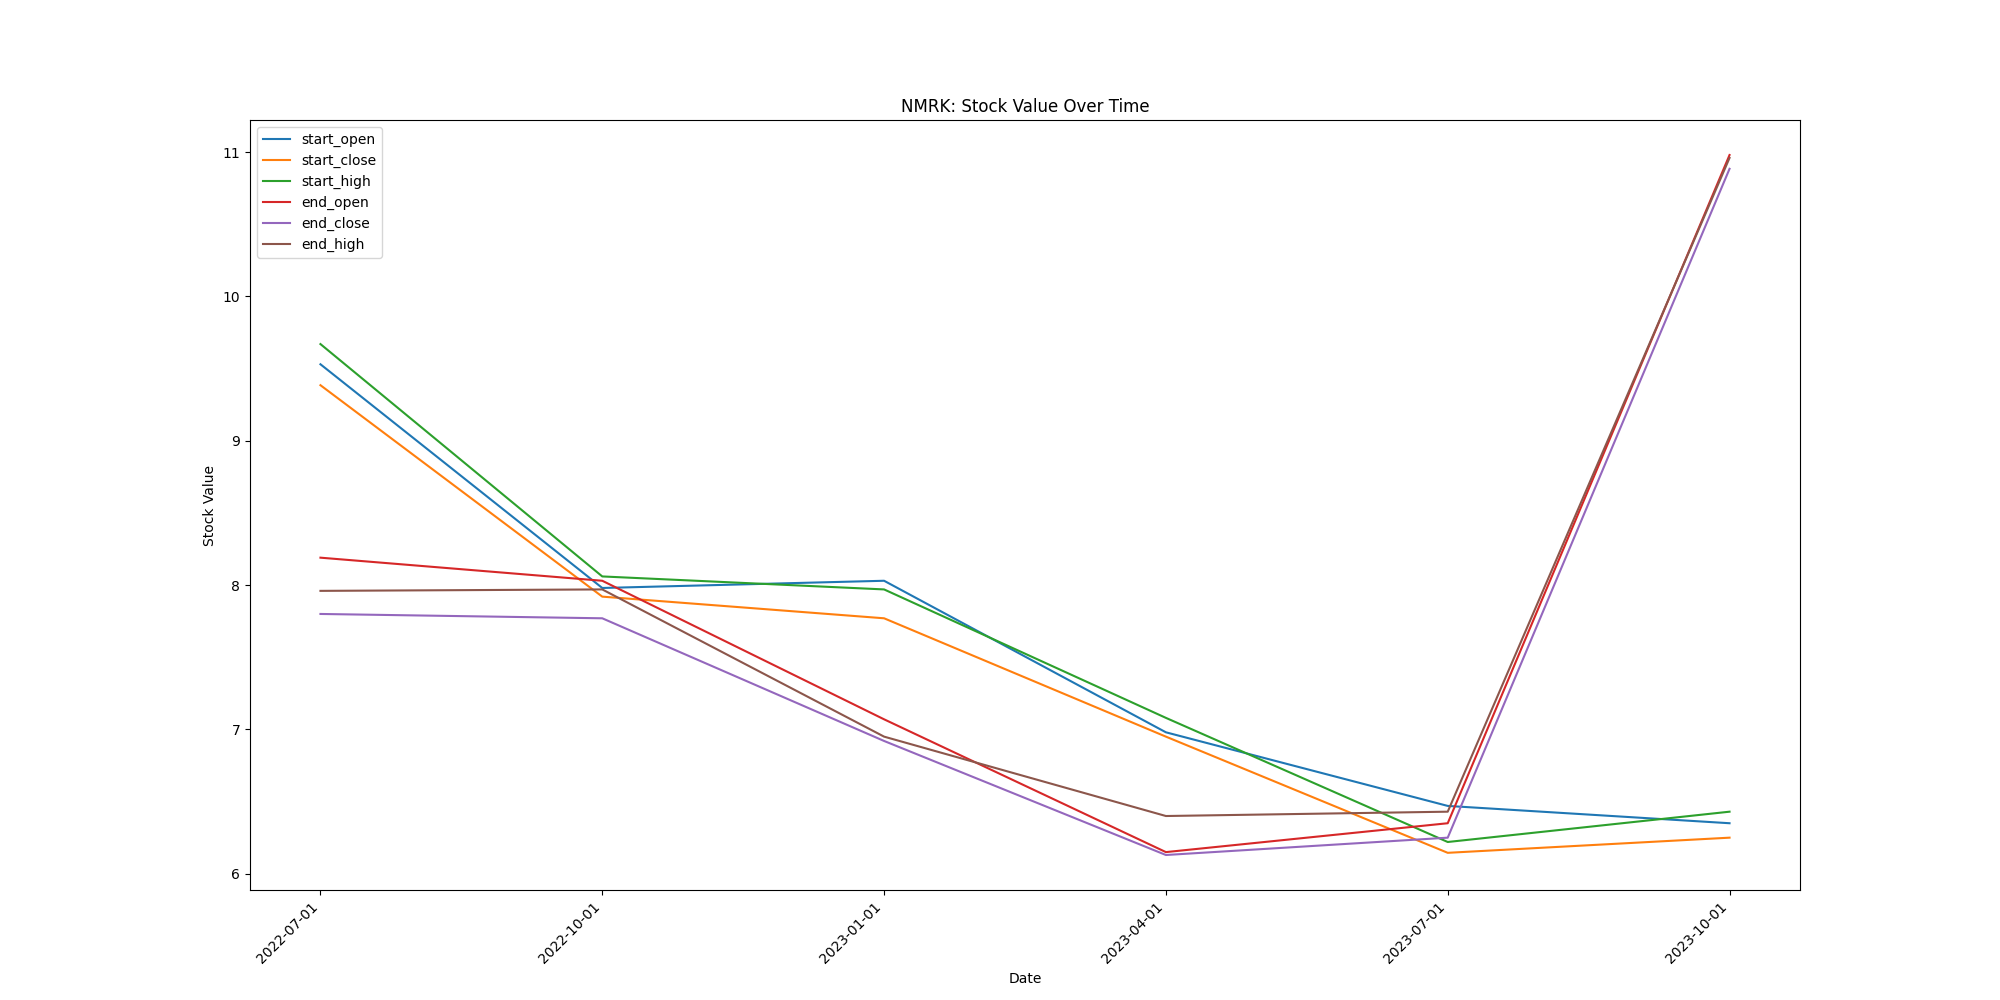 NMRK: Stock Value Over Time
start_open
start_close
start_high
end_open
end_close
end_high
11
10
9
8
7
6
Stock Value
2022-07-01
2022-10-01
2023-01-01
2023-04-01
2023-07-01
2023-10-01
Date